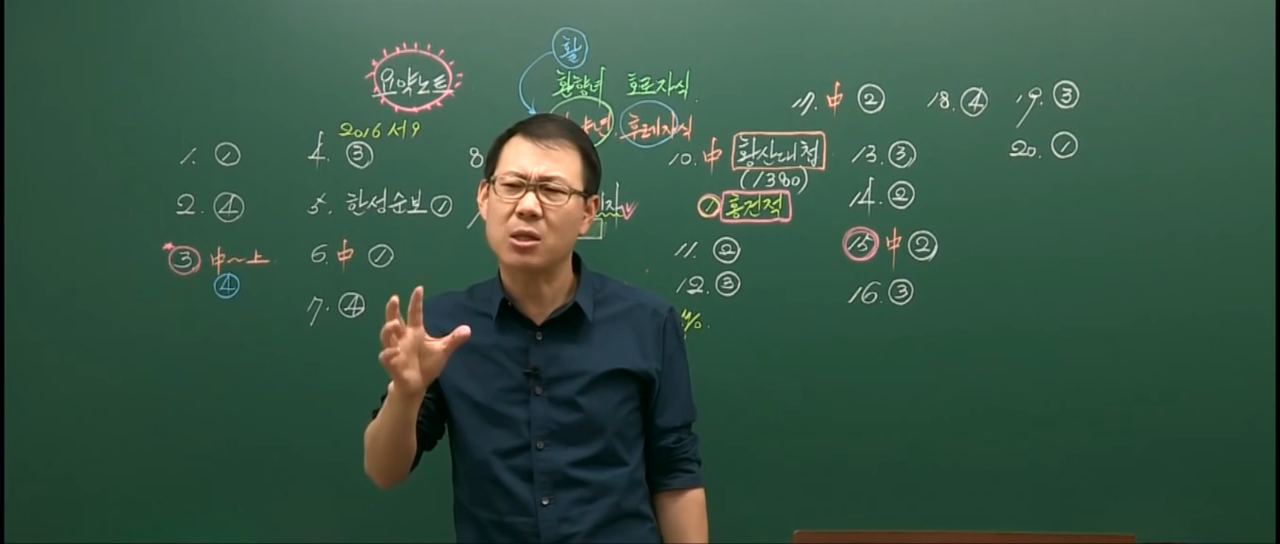 활
요약노트
환향녀 호로자식
2016 서9
향년. 후레자식
1. ①
2. ④
③ 中~上
④
4. ③
5. 한성순보 ①
6. 中 ①
7. ④
8
10. 中 황산대첩
(1380)
① 홍건적
11. ②
12. ③
%.
13. ③
14. ②
⑮ 中 ②
16. ③
17. 中 ②
18. ④
19. ③
20. ①